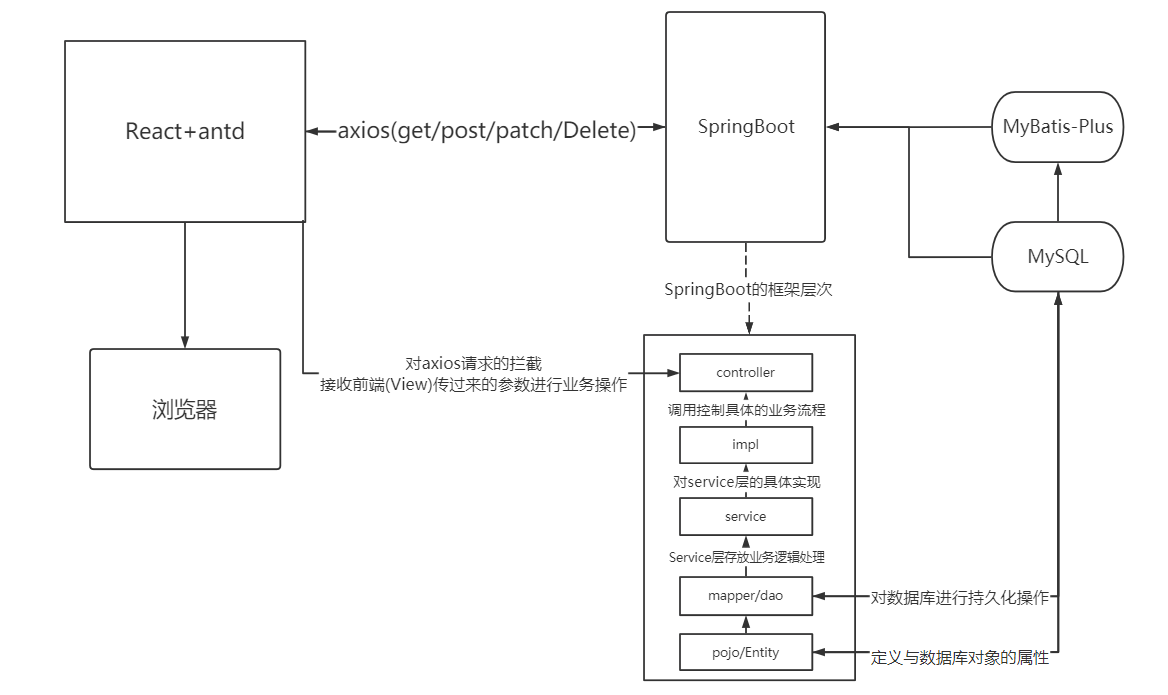 React+antd
axios(get/post/patch/Delete)
SpringBoot
MyBatis-Plus
MySQL
SpringBoot的框架层次
浏览器
对axios请求的拦截
接收前端(View)传过来的参数进行业务操作
controller
调用控制具体的业务流程
impl
对service层的具体实现
service
Service层存放业务逻辑处理
mapper/dao
对数据库进行持久化操作
pojo/Entity
定义与数据库对象的属性